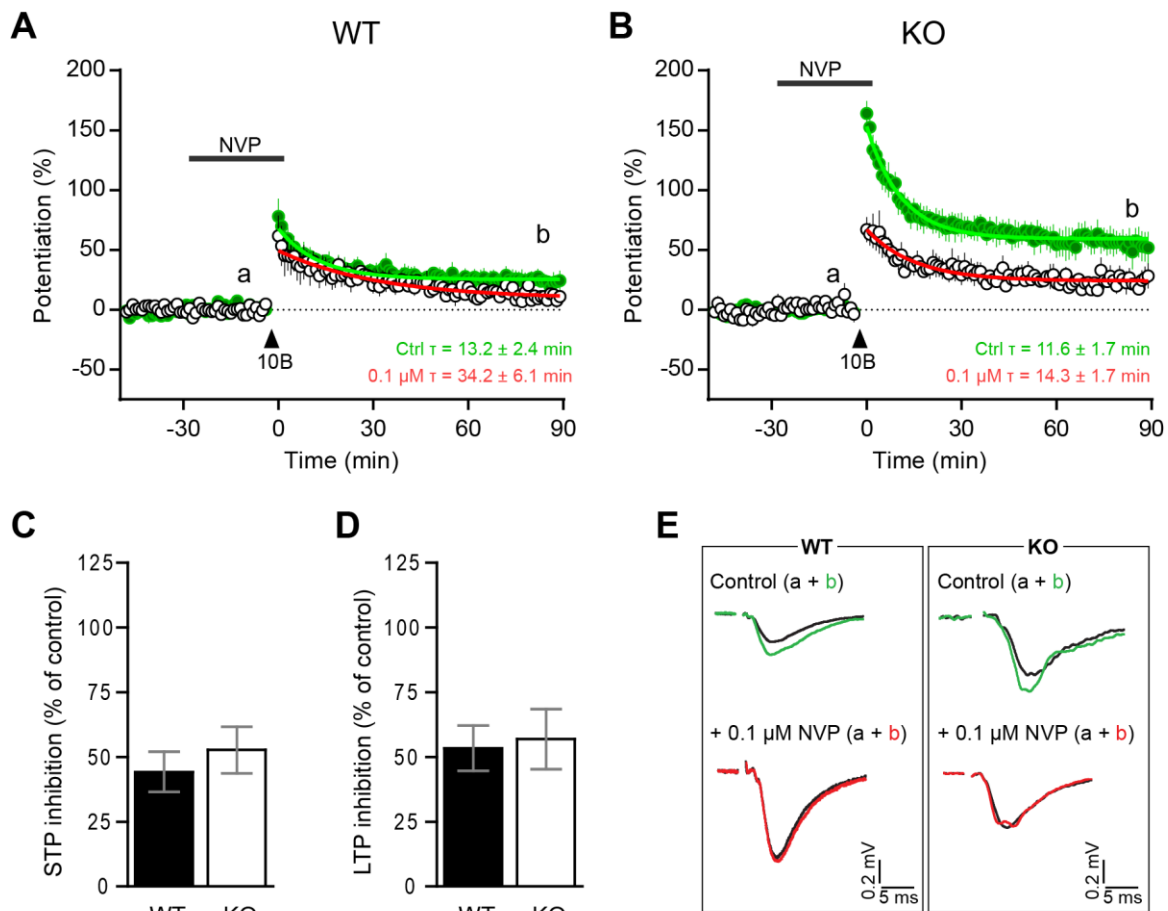 A
WT
200
150
100
50
0
-50
Potentiation (%)
NVP
a
b
10B
Ctrl τ = 13.2 ± 2.4 min
0.1 µM τ = 34.2 ± 6.1 min
-30
0
30
60
90
Time (min)
B
KO
200
150
100
50
0
-50
Potentiation (%)
NVP
a
b
10B
Ctrl τ = 11.6 ± 1.7 min
0.1 µM τ = 14.3 ± 1.7 min
-30
0
30
60
90
Time (min)
C
125
100
75
50
25
0
STP inhibition (% of control)
WT
KO
D
125
100
75
50
25
0
LTP inhibition (% of control)
WT
KO
E
WT
Control (a + b)
+ 0.1 µM NVP (a + b)
0.2 mV
5 ms
KO
Control (a + b)
+ 0.1 µM NVP (a + b)
0.2 mV
5 ms